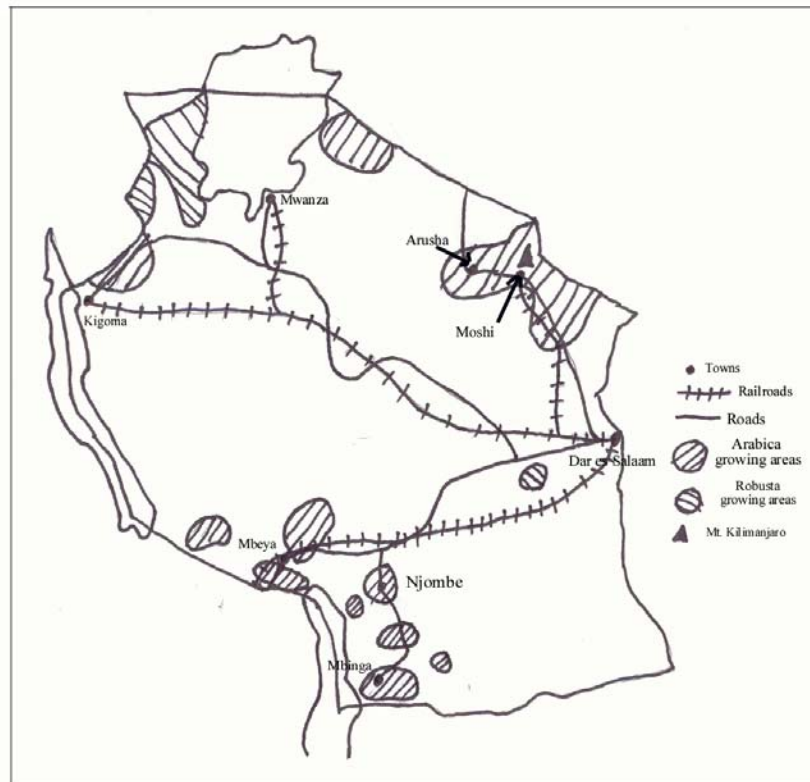 Mwanza
Arusha
Moshi
Kigoma
Dar es Salaam
Mbeya
Njombe
Mbinga
Towns
Railroads
Roads
Arabica
growing areas
Robusta
growing areas
Mt. Kilimanjaro